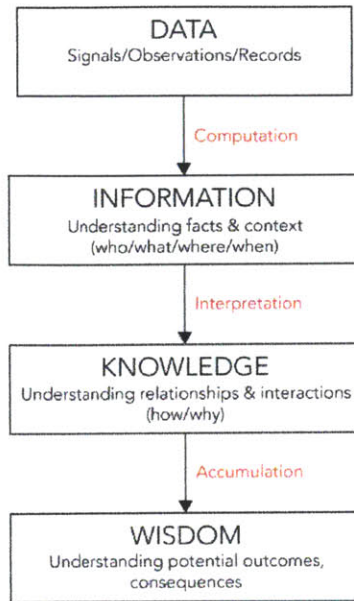 DATA
Signals/Observations/Records
Computation
INFORMATION
Understanding facts & context
(who/what/where/when)
Interpretation
KNOWLEDGE
Understanding relationships & interactions
(how/why)
Accumulation
WISDOM
Understanding potential outcomes,
consequences